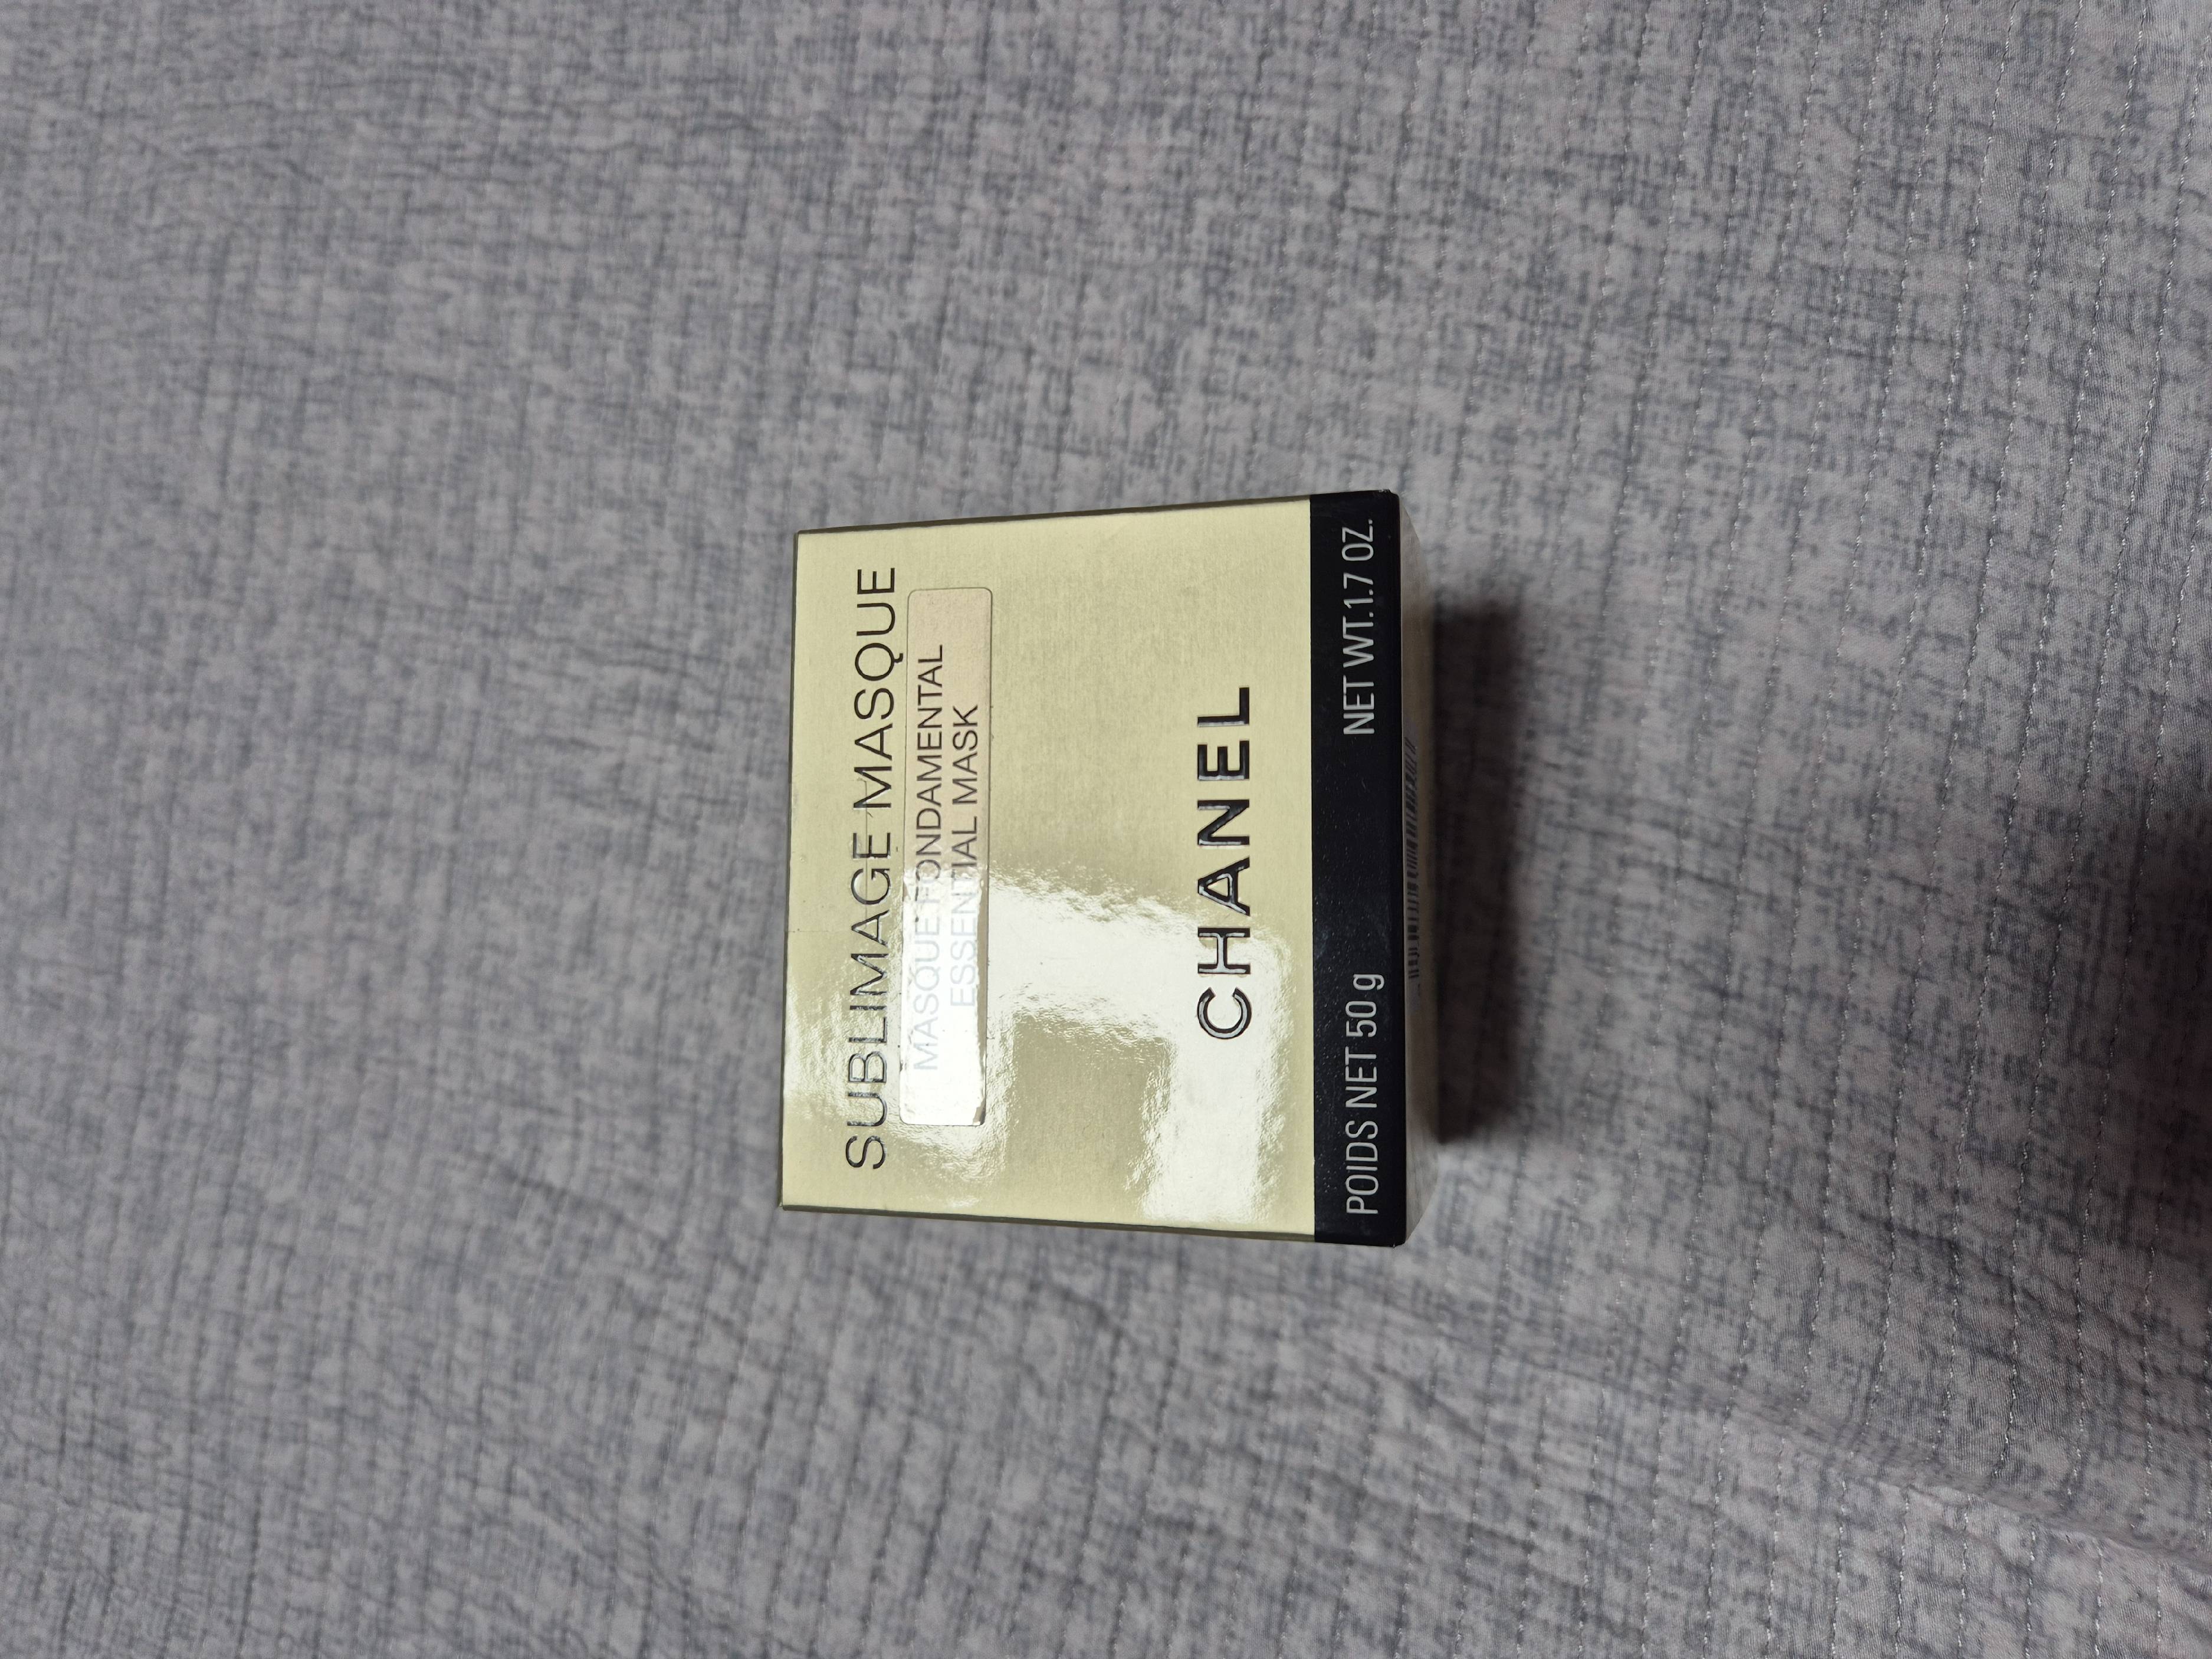 SUBLIMAGE MASQUE
MASQUE FONDAMENTAL
ESSENTIAL MASK
CHANEL
POIDS NET 50 g NET WT. 1.7 OZ.